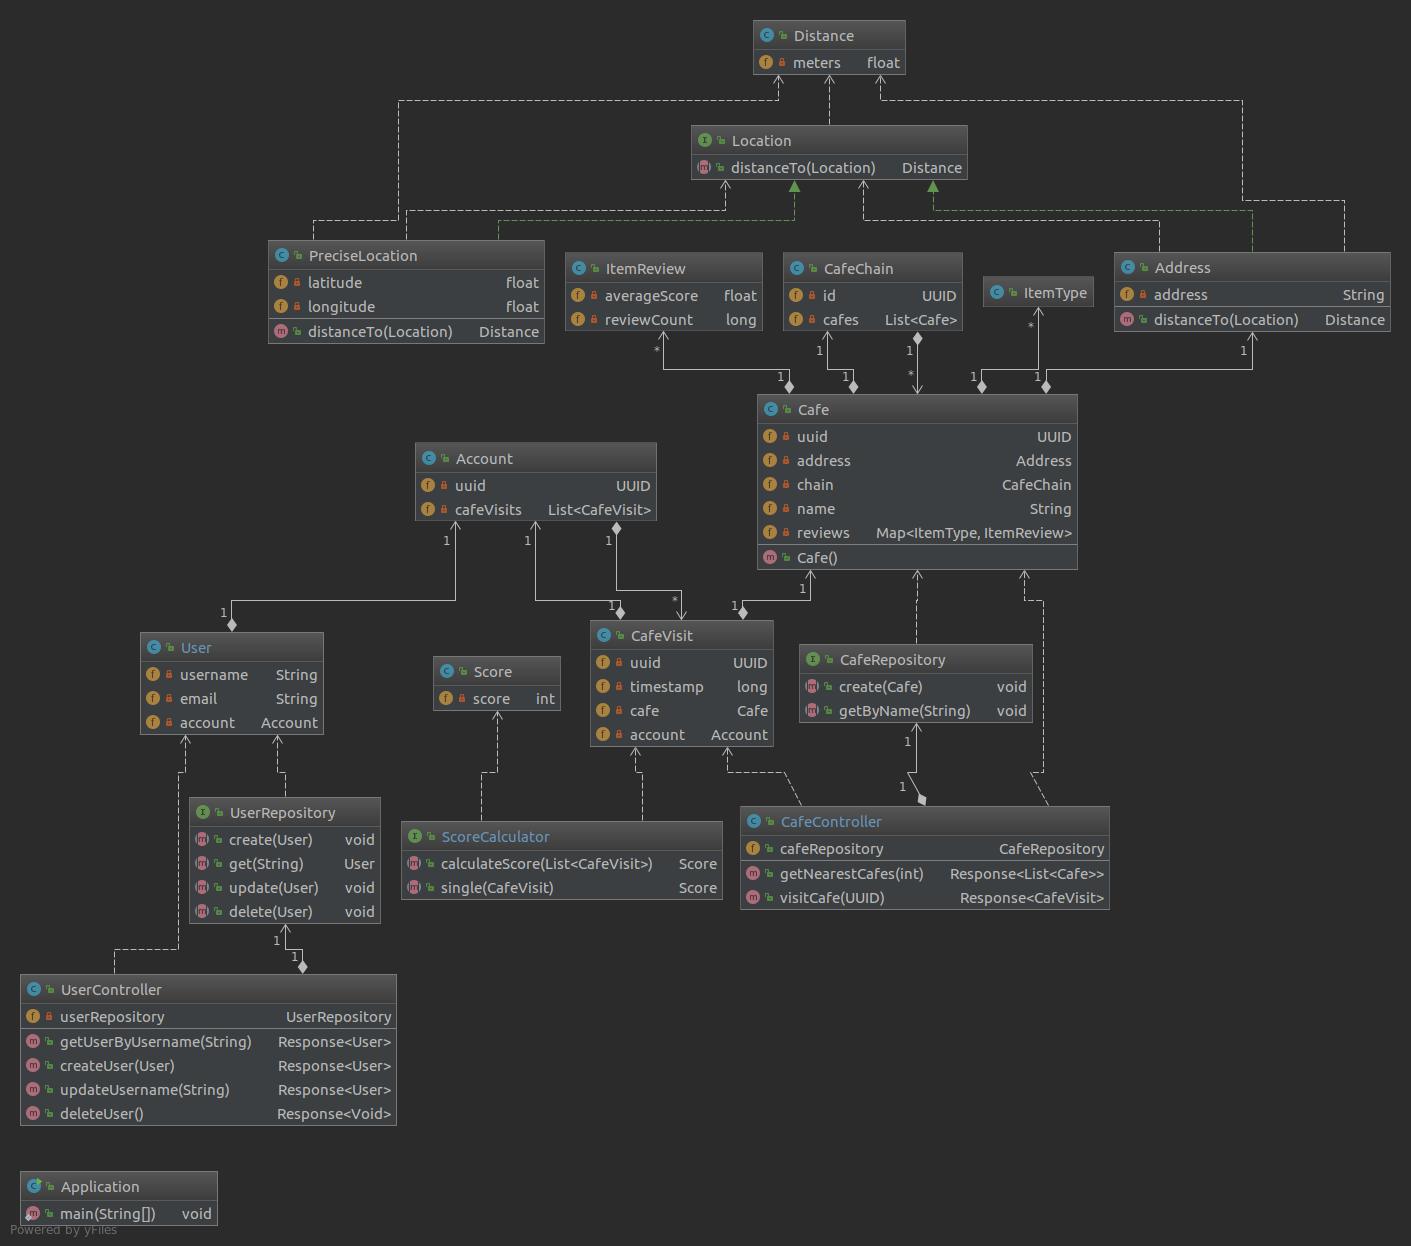 Distance
meters float
Location
distanceTo(Location) Distance
PreciseLocation
latitude float
longitude float
distanceTo(Location) Distance
ItemReview
averageScore float
reviewCount long
CafeChain
id UUID
cafes List<Cafe>
ItemType
Address
address String
distanceTo(Location) Distance
* 1 1 1 1 * 1 * 1 1
Cafe
uuid UUID
address Address
chain CafeChain
name String
reviews Map<ItemType, ItemReview>
Cafe()
Account
uuid UUID
cafeVisits List<CafeVisit>
1 1 1 1
1 1 * 1
User
username String
email String
account Account
Score
score int
CafeVisit
uuid UUID
timestamp long
cafe Cafe
account Account
CafeRepository
create(Cafe) void
getByName(String) void
1
1
UserRepository
create(User) void
get(String) User
update(User) void
delete(User) void
ScoreCalculator
calculateScore(List<CafeVisit>) Score
single(CafeVisit) Score
CafeController
cafeRepository CafeRepository
getNearestCafes(int) Response<List<Cafe>>
visitCafe(UUID) Response<CafeVisit>
1
1
UserController
userRepository UserRepository
getUserByUsername(String) Response<User>
createUser(User) Response<User>
updateUsername(String) Response<User>
deleteUser() Response<Void>
Application
main(String[]) void
Powered by yFiles